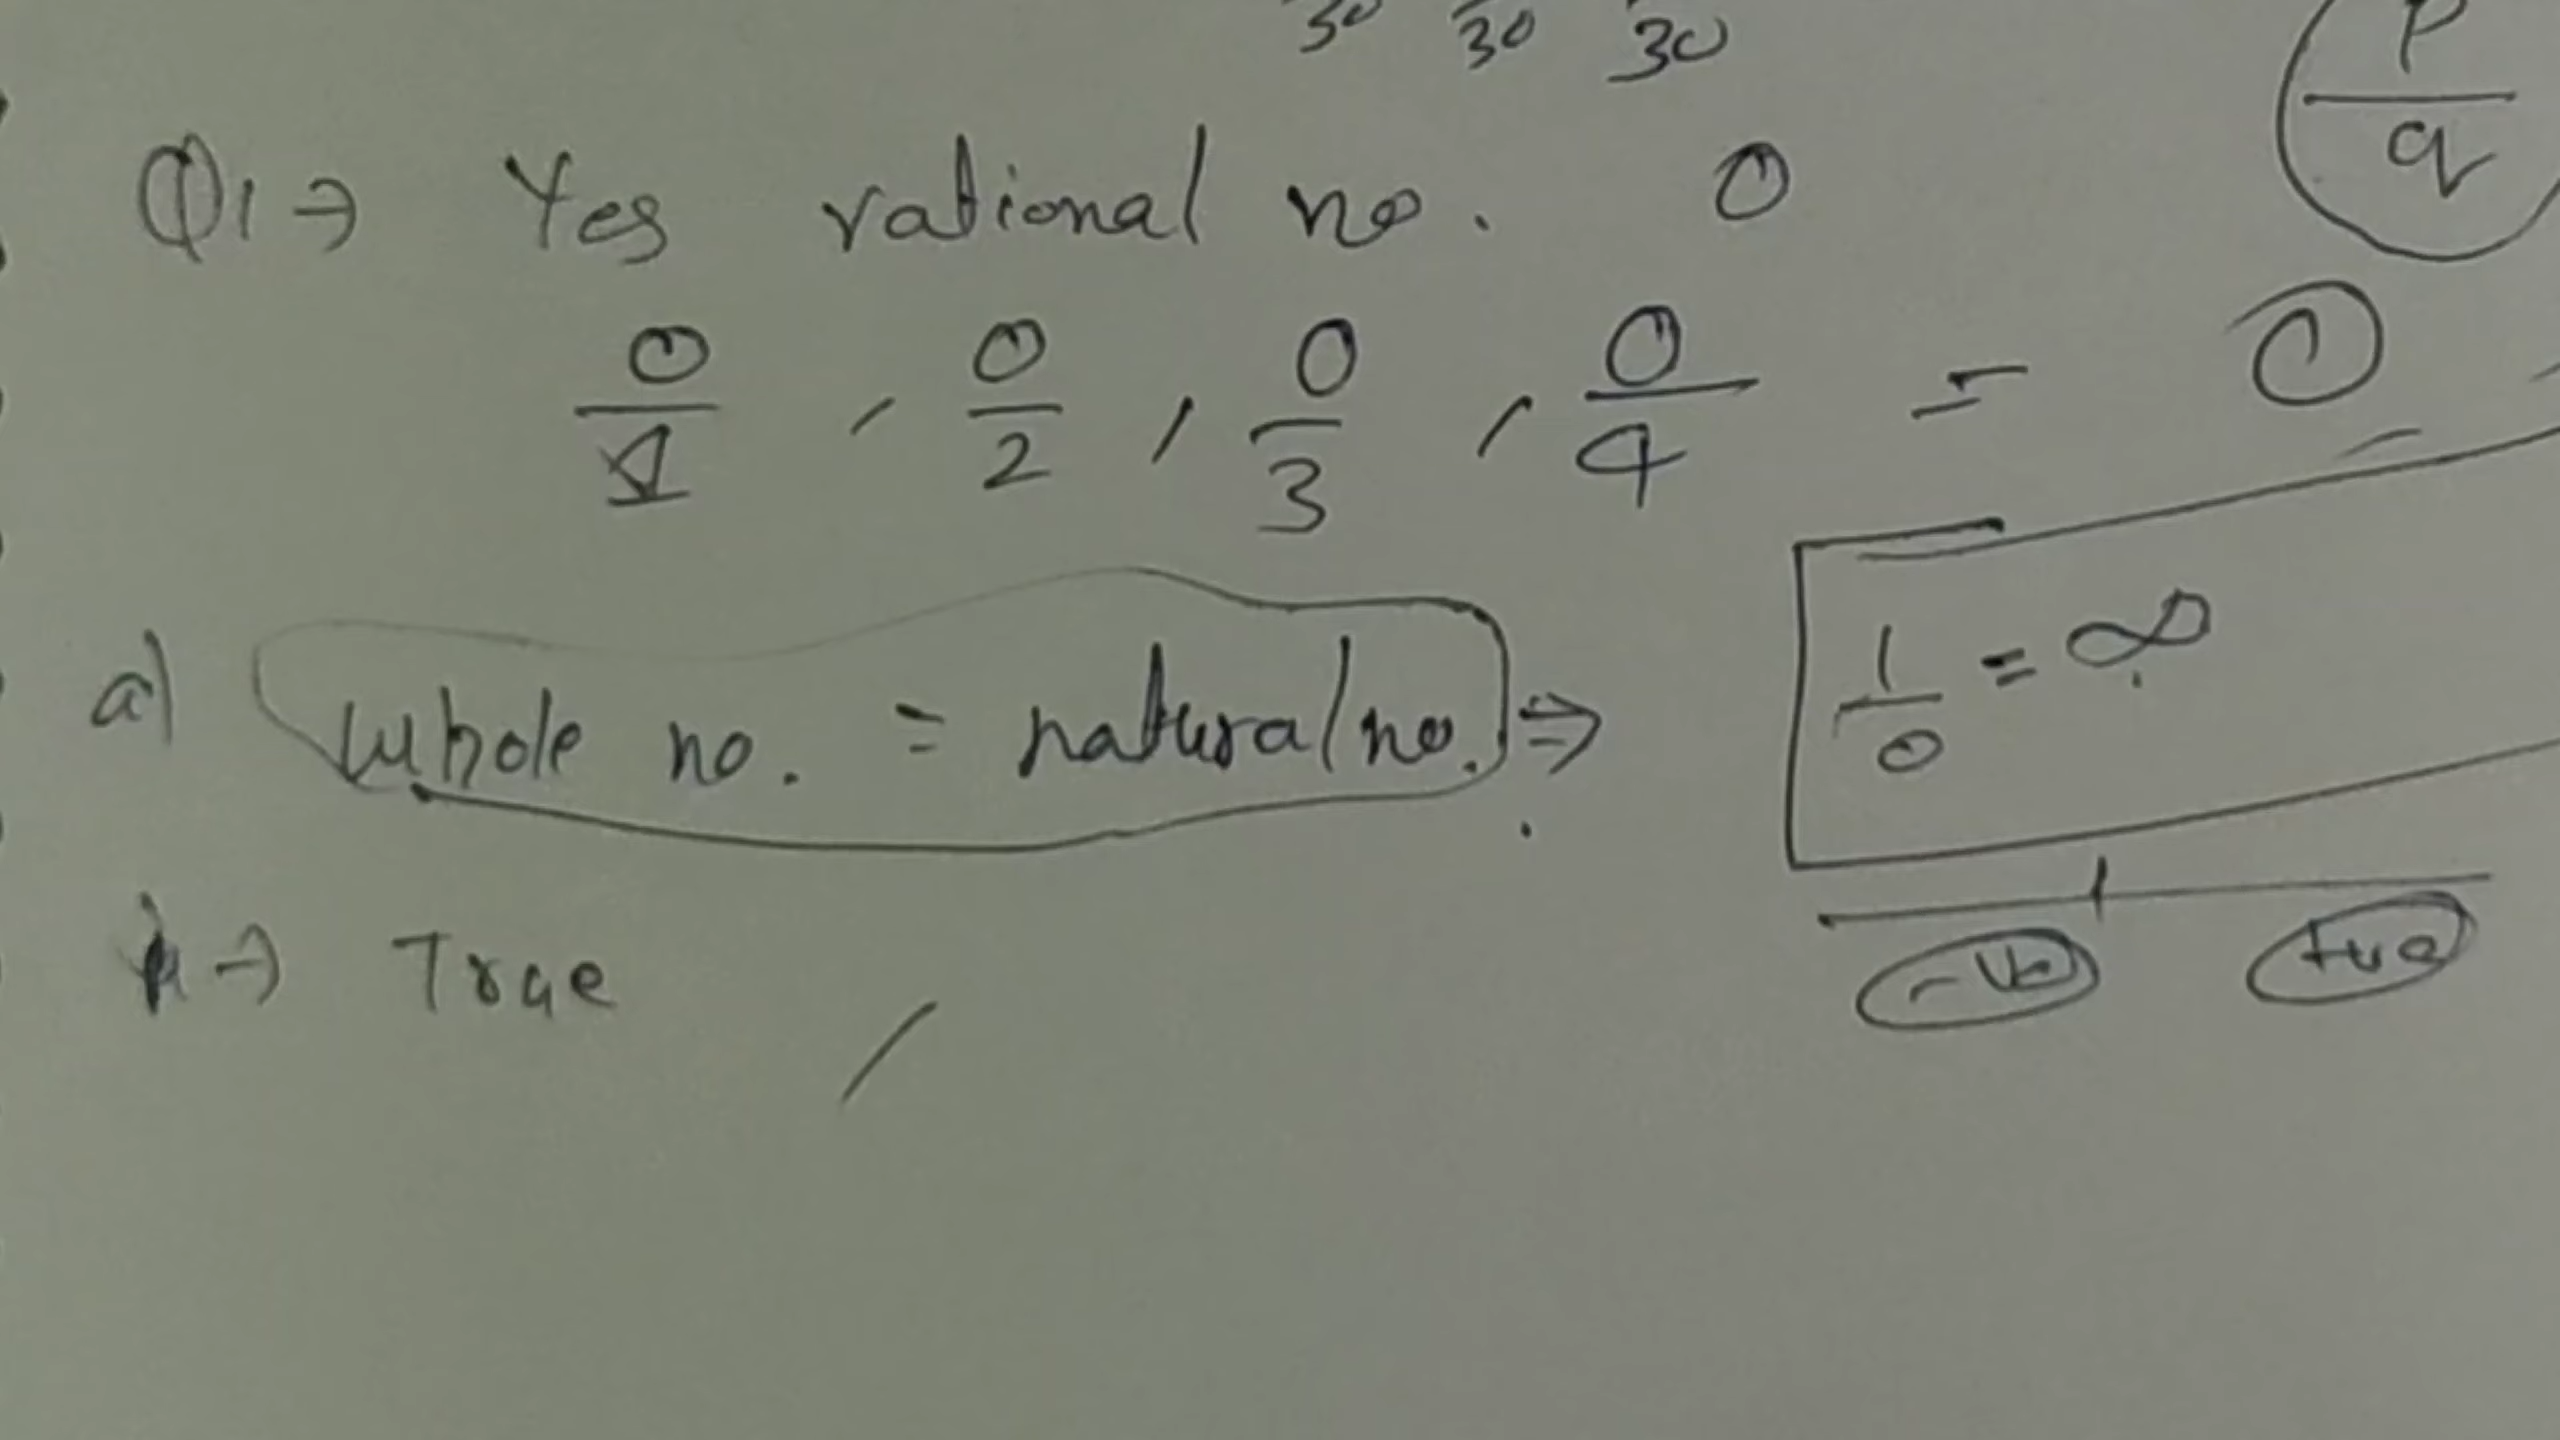 30 30 30
p/q
Q1 → Yes rational no. 0
0/1 , 0/2 , 0/3 , 0/4 = 0
a) whole no. = natural no. ⇒
1/0 = ∞
-ve +ve
→ True